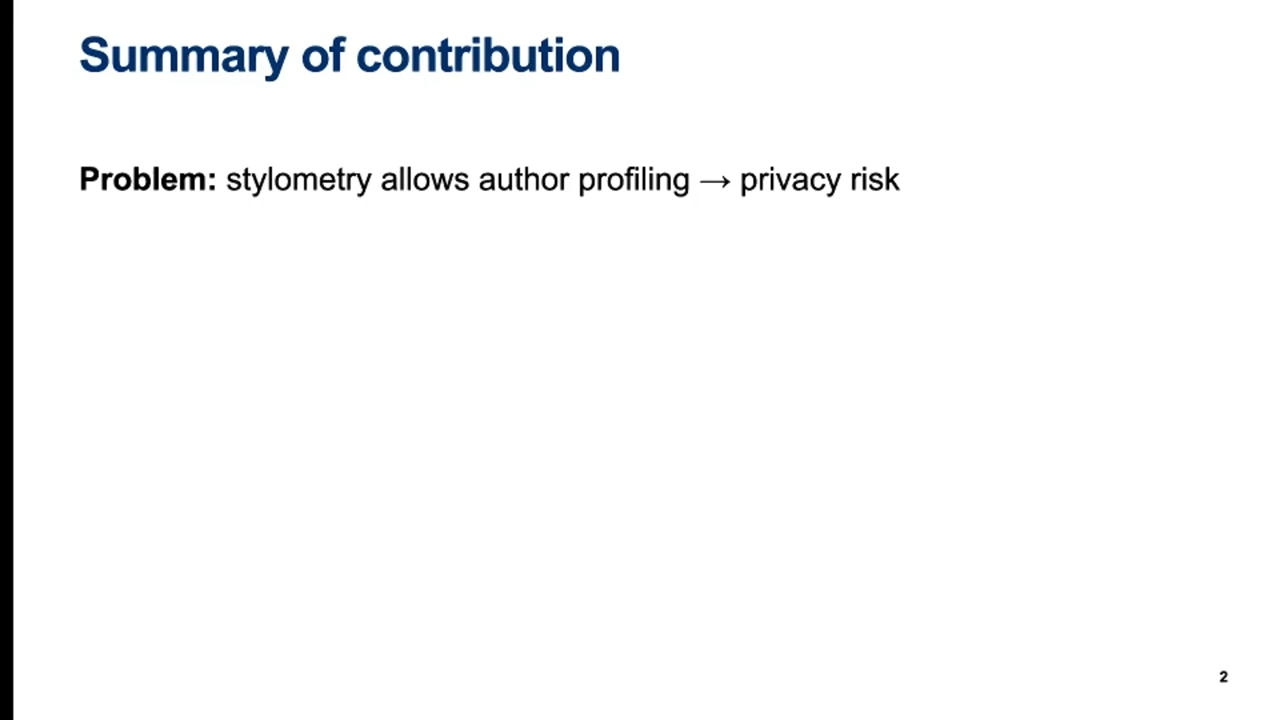 Summary of contribution
Problem: stylometry allows author profiling → privacy risk
2